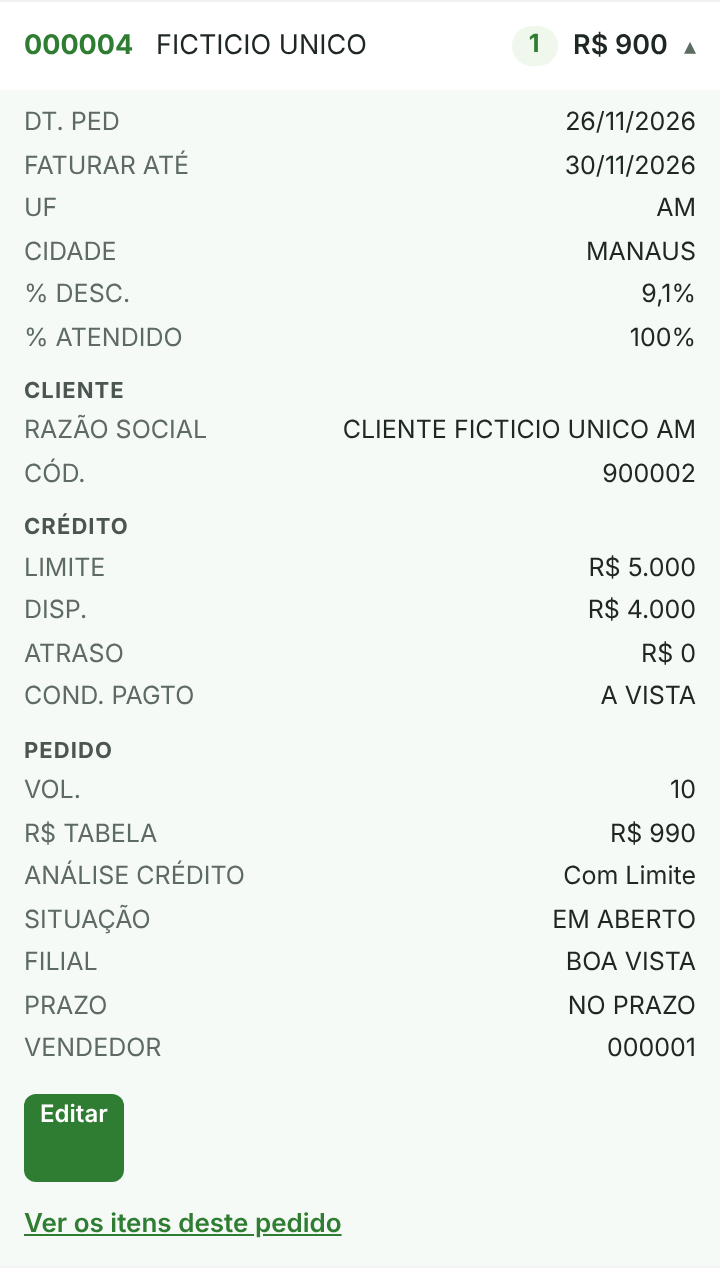 000004 FICTICIO UNICO 1 R$ 900 ▲
DT. PED 26/11/2026
FATURAR ATÉ 30/11/2026
UF AM
CIDADE MANAUS
% DESC. 9,1%
% ATENDIDO 100%
CLIENTE
RAZÃO SOCIAL CLIENTE FICTICIO UNICO AM
CÓD. 900002
CRÉDITO
LIMITE R$ 5.000
DISP. R$ 4.000
ATRASO R$ 0
COND. PAGTO A VISTA
PEDIDO
VOL. 10
R$ TABELA R$ 990
ANÁLISE CRÉDITO Com Limite
SITUAÇÃO EM ABERTO
FILIAL BOA VISTA
PRAZO NO PRAZO
VENDEDOR 000001
Editar
Ver os itens deste pedido